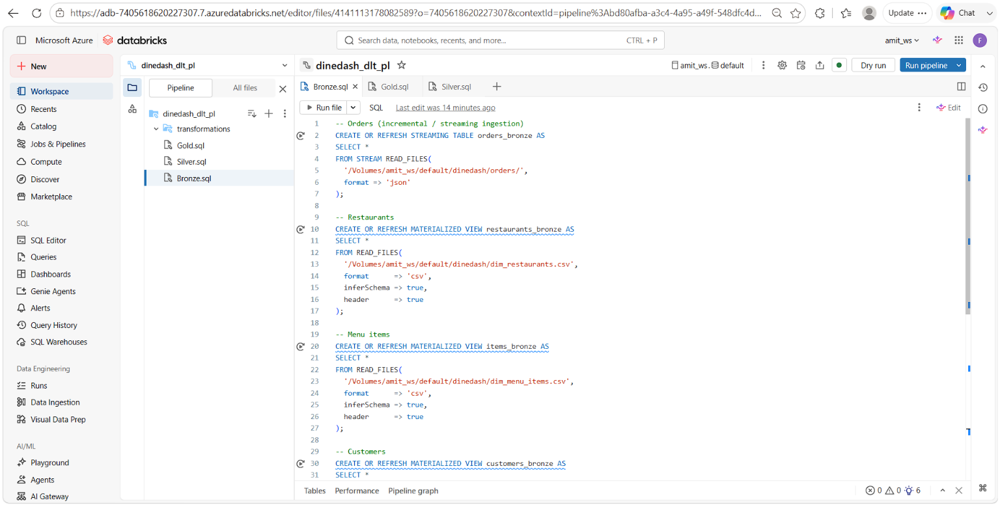 https://adb-7405618620227307.7.azuredatabricks.net/editor/files/414111317808258​9?o=7405618620227307&contextId=pipeline%3Abd80afba-a3c4-4a95-a49f-548dfc4d...
Update
Chat
Microsoft Azure
databricks
Search data, notebooks, recents, and more...
CTRL + P
amit_ws
F
New
Workspace
Recents
Catalog
Jobs & Pipelines
Compute
Discover
Marketplace
SQL
SQL Editor
Queries
Dashboards
Genie Agents
Alerts
Query History
SQL Warehouses
Data Engineering
Runs
Data Ingestion
Visual Data Prep
AI/ML
Playground
Agents
AI Gateway
dinedash_dlt_pl
Pipeline
All files
dinedash_dlt_pl
transformations
Gold.sql
Silver.sql
Bronze.sql
dinedash_dlt_pl
amit_ws.
default
Dry run
Run pipeline
Bronze.sql
Gold.sql
Silver.sql
Run file
SQL
Last edit was 14 minutes ago
Edit
1 -- Orders (incremental / streaming ingestion)
2 CREATE OR REFRESH STREAMING TABLE orders_bronze AS
3 SELECT *
4 FROM STREAM READ_FILES(
5 '/Volumes/amit_ws/default/dinedash/orders/',
6 format => 'json'
7 );
8
9 -- Restaurants
10 CREATE OR REFRESH MATERIALIZED VIEW restaurants_bronze AS
11 SELECT *
12 FROM READ_FILES(
13 '/Volumes/amit_ws/default/dinedash/dim_restaurants.csv',
14 format => 'csv',
15 inferSchema => true,
16 header => true
17 );
18
19 -- Menu items
20 CREATE OR REFRESH MATERIALIZED VIEW items_bronze AS
21 SELECT *
22 FROM READ_FILES(
23 '/Volumes/amit_ws/default/dinedash/dim_menu_items.csv',
24 format => 'csv',
25 inferSchema => true,
26 header => true
27 );
28
29 -- Customers
30 CREATE OR REFRESH MATERIALIZED VIEW customers_bronze AS
31 SELECT *
Tables
Performance
Pipeline graph
0
0
6